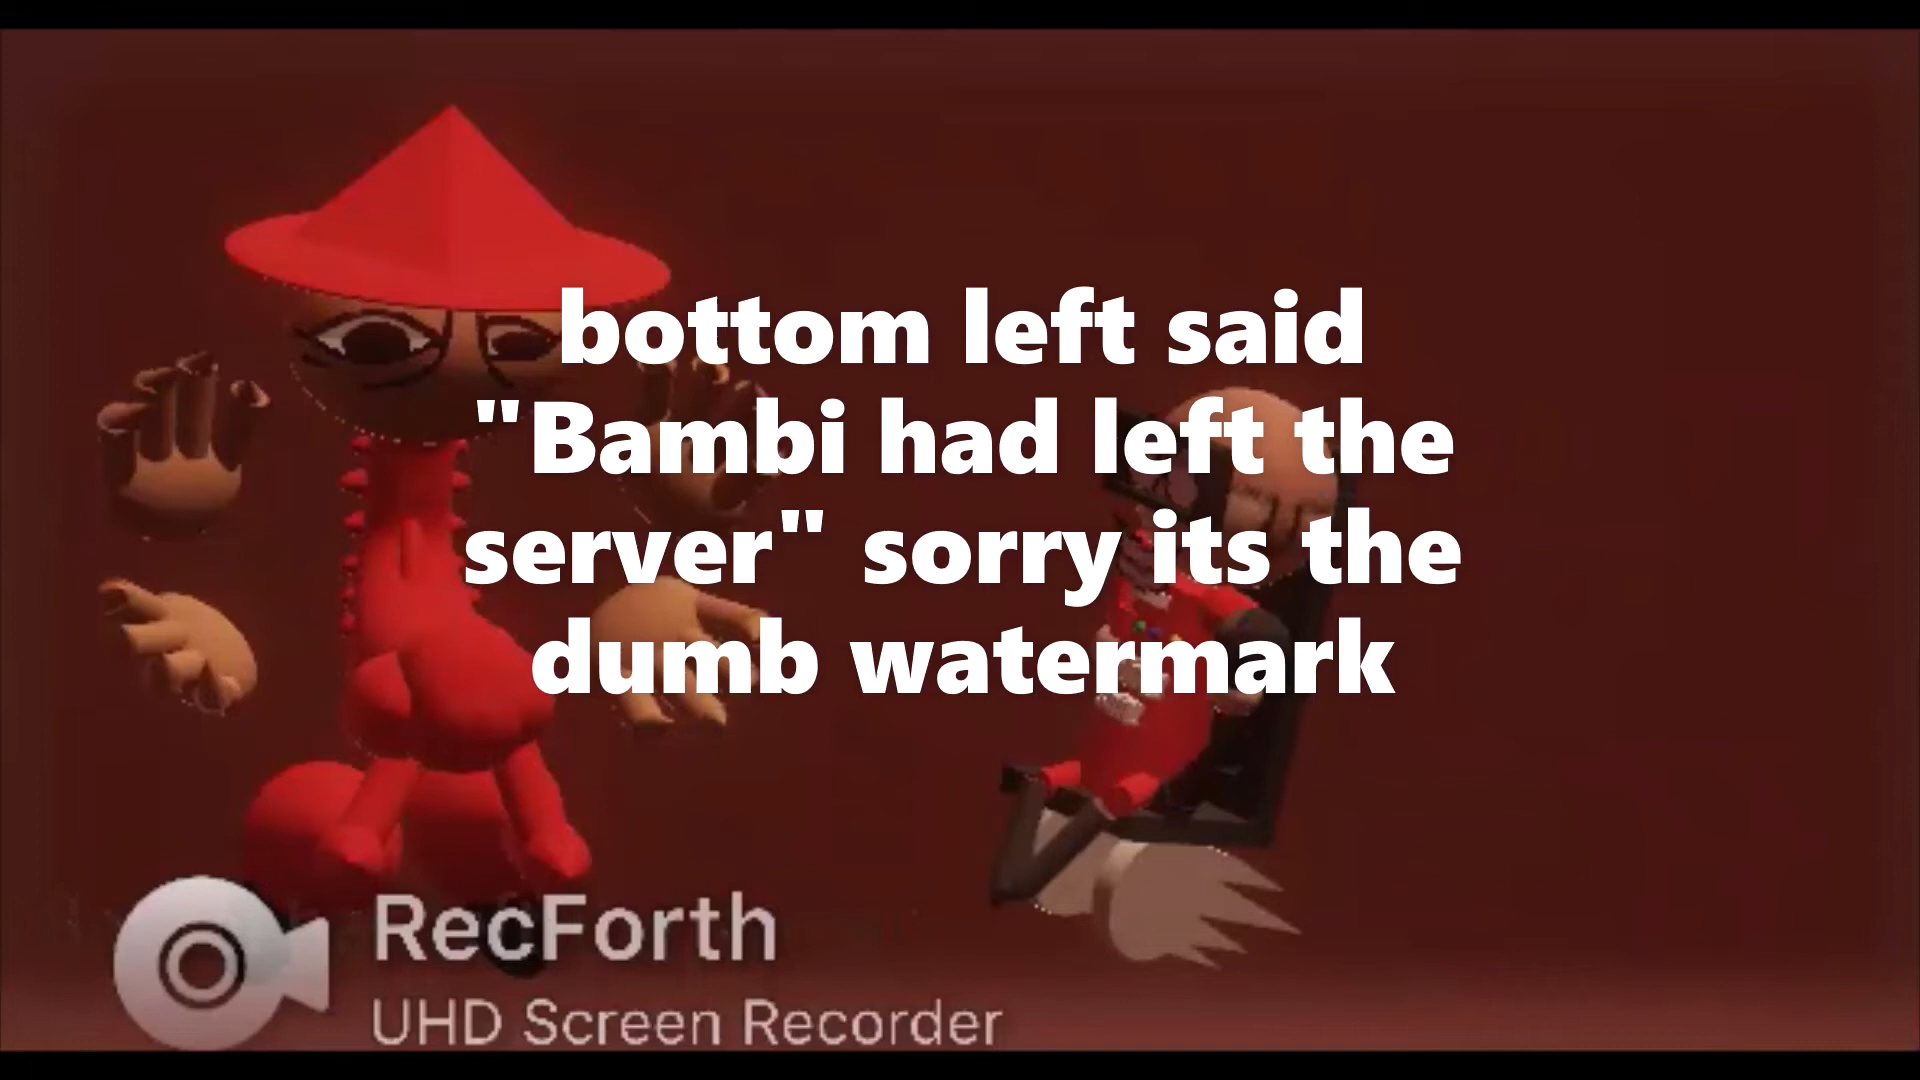 bottom left said
"Bambi had left the
server" sorry its the
dumb watermark
RecForth
UHD Screen Recorder